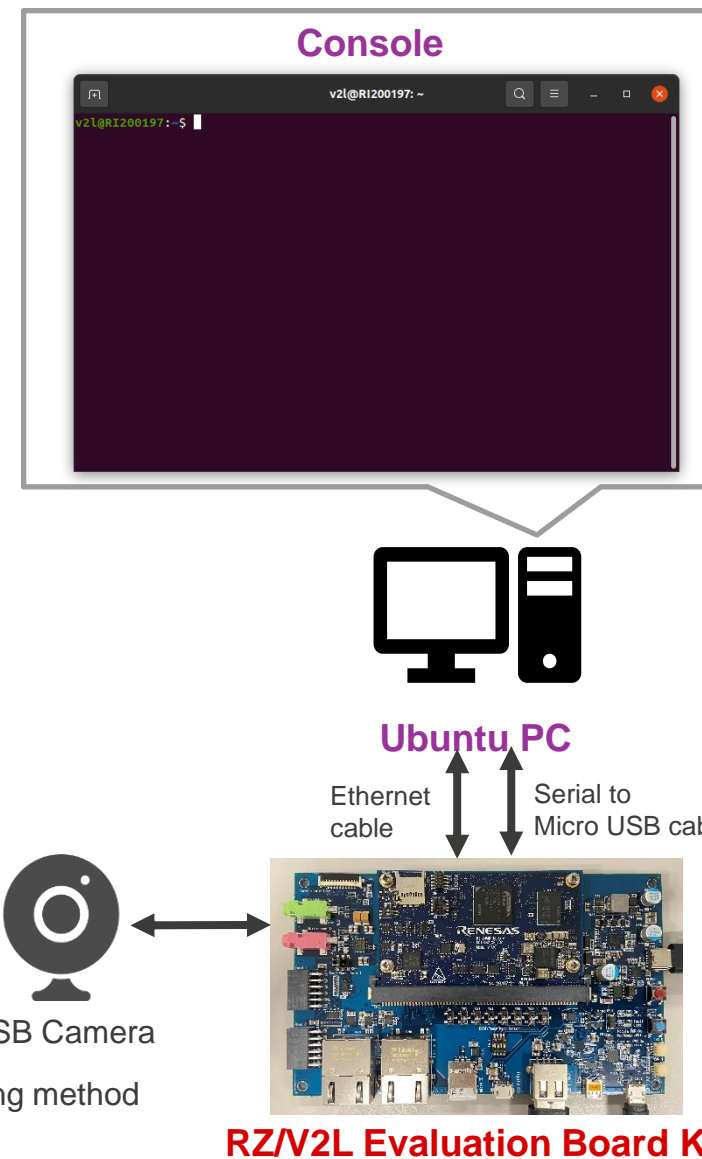 Console
v2l@RI200197: ~
v2l@RI200197:~$
Ubuntu PC
Ethernet
cable
Serial to
Micro USB cab
RENESAS
SB Camera
ng method
RZ/V2L Evaluation Board K